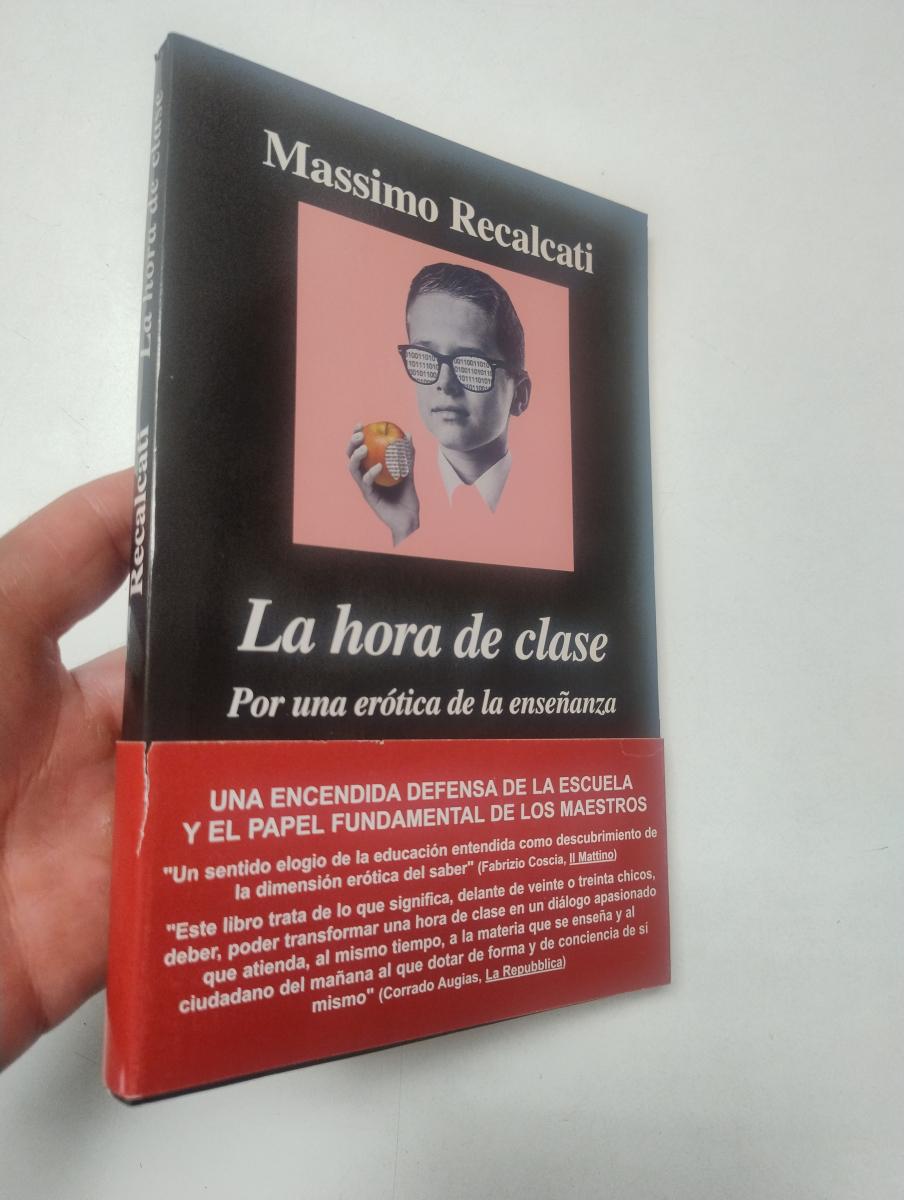 Massimo Recalcati
La hora de clase
Por una erótica de la enseñanza
UNA ENCENDIDA DEFENSA DE LA ESCUELA
Y EL PAPEL FUNDAMENTAL DE LOS MAESTROS
"Un sentido elogio de la educación entendida como descubrimiento de
la dimensión erótica del saber" (Fabrizio Coscia, Il Mattino)
"Este libro trata de lo que significa, delante de veinte o treinta chicos,
deber, poder transformar una hora de clase en un diálogo apasionado
que atienda, al mismo tiempo, a la materia que se enseña y al
ciudadano del mañana al que dotar de forma y de conciencia de sí
mismo" (Corrado Augias, La Repubblica)
Recalcati La hora de clase